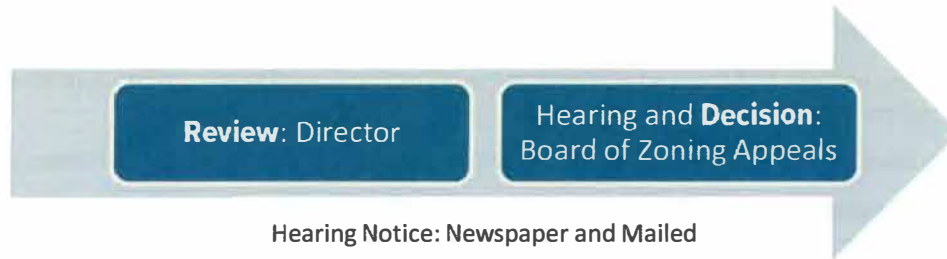 Review: Director
Hearing and Decision:
Board of Zoning Appeals
Hearing Notice: Newspaper and Mailed